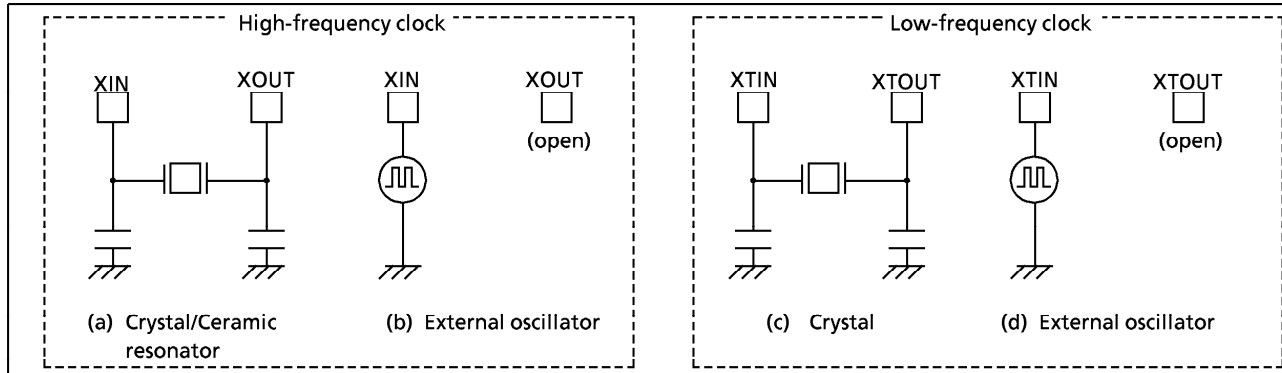 High-frequency clock
XIN
XOUT
XIN
XOUT
(open)
(a) Crystal/Ceramic
resonator
(b) External oscillator
Low-frequency clock
XTIN
XTOUT
XTIN
XTOUT
(open)
(c) Crystal
(d) External oscillator